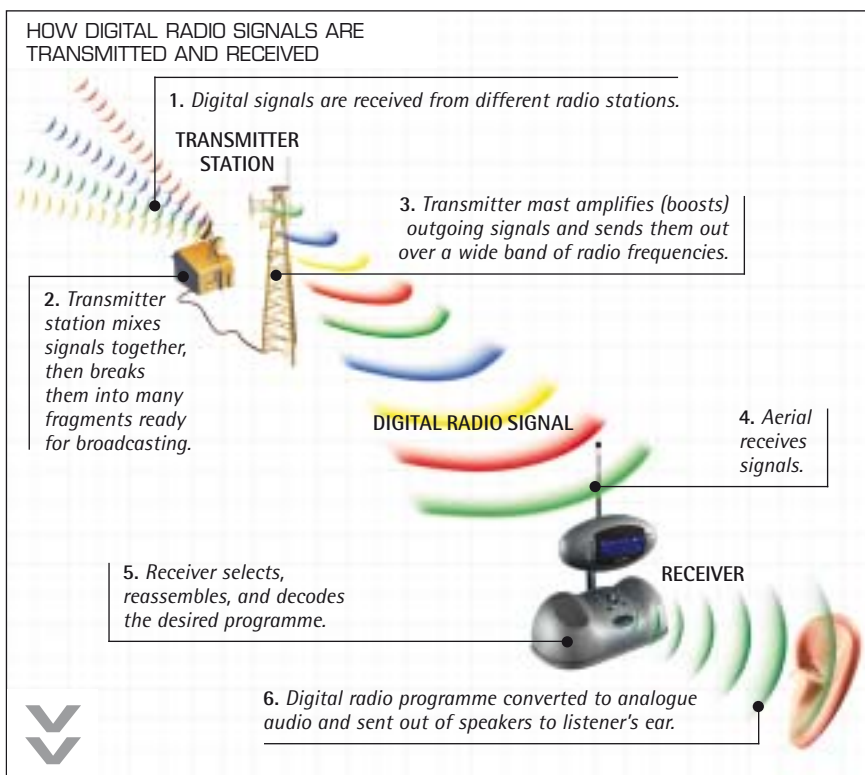 HOW DIGITAL RADIO SIGNALS ARE
TRANSMITTED AND RECEIVED
1. Digital signals are received from different radio stations.
TRANSMITTER
STATION
3. Transmitter mast amplifies (boosts)
outgoing signals and sends them out
over a wide band of radio frequencies.
2. Transmitter
station mixes
signals together,
then breaks
them into many
fragments ready
for broadcasting.
DIGITAL RADIO SIGNAL
4. Aerial
receives
signals.
5. Receiver selects,
reassembles, and decodes
the desired programme.
RECEIVER
6. Digital radio programme converted to analogue
audio and sent out of speakers to listener's ear.